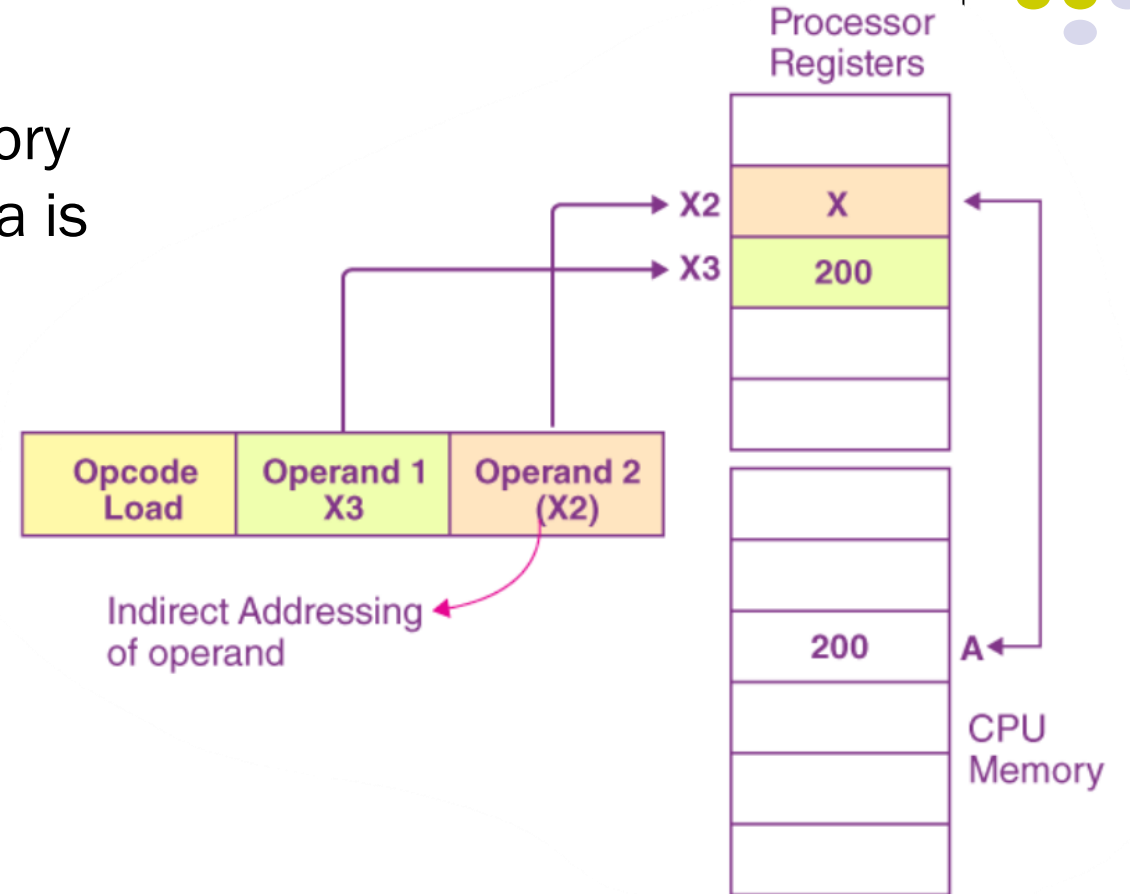 Processor
Registers
a is
X2
X
X3
200
Opcode
Load
Operand 1
X3
Operand 2
(X2)
Indirect Addressing
of operand
200
A
CPU
Memory